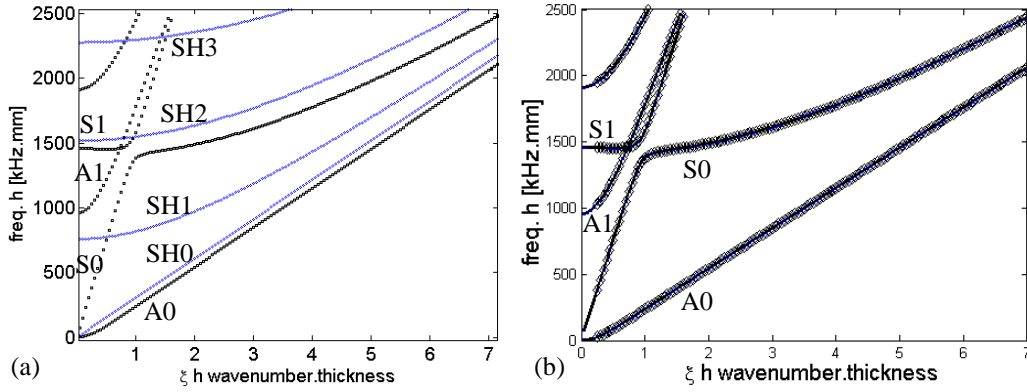 2500
2000
1500
1000
500
0
freq. h [kHz.mm]
SH3
S1
SH2
A1
SH1
S0
SH0
A0
0 1 2 3 4 5 6 7
ξ h wavenumber.thickness
(a)
2500
2000
1500
1000
500
0
freq. h [kHz.mm]
S1
S0
A1
A0
0 1 2 3 4 5 6 7
ξ h wavenumber.thickness
(b)